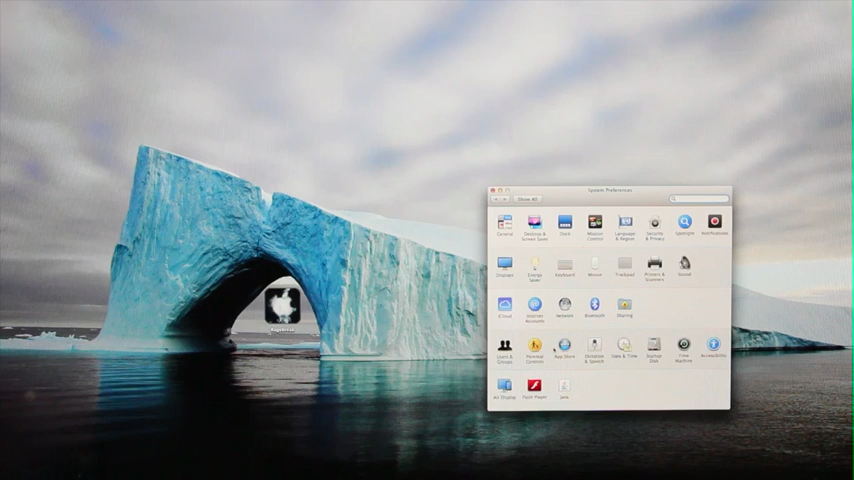 System Preferences
Show All
General
Desktop & Screen Saver
Dock
Mission Control
Language & Region
Security & Privacy
Spotlight
Notifications
Displays
Energy Saver
Keyboard
Mouse
Trackpad
Printers & Scanners
Sound
iCloud
Internet Accounts
Network
Bluetooth
Sharing
Users & Groups
Parental Controls
App Store
Dictation & Speech
Date & Time
Startup Disk
Time Machine
Accessibility
Air Display
Flash Player
Java